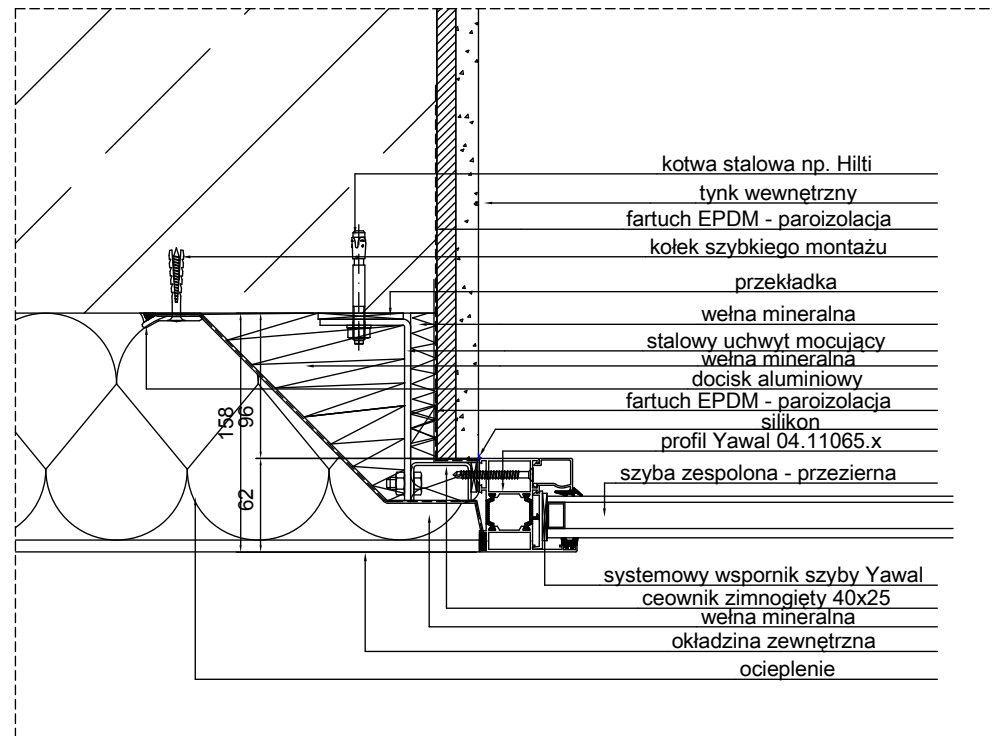 kotwa stalowa np. Hilti
tynk wewnętrzny
fartuch EPDM - paroizolacja
kołek szybkiego montażu
przekładka
wełna mineralna
stalowy uchwyt mocujący
wełna mineralna
docisk aluminiowy
fartuch EPDM - paroizolacja
silikon
profil Yawal 04.11065.x
szyba zespolona - przezierna
158
96
62
systemowy wspornik szyby Yawal
ceownik zimnogięty 40x25
wełna mineralna
okładzina zewnętrzna
ocieplenie